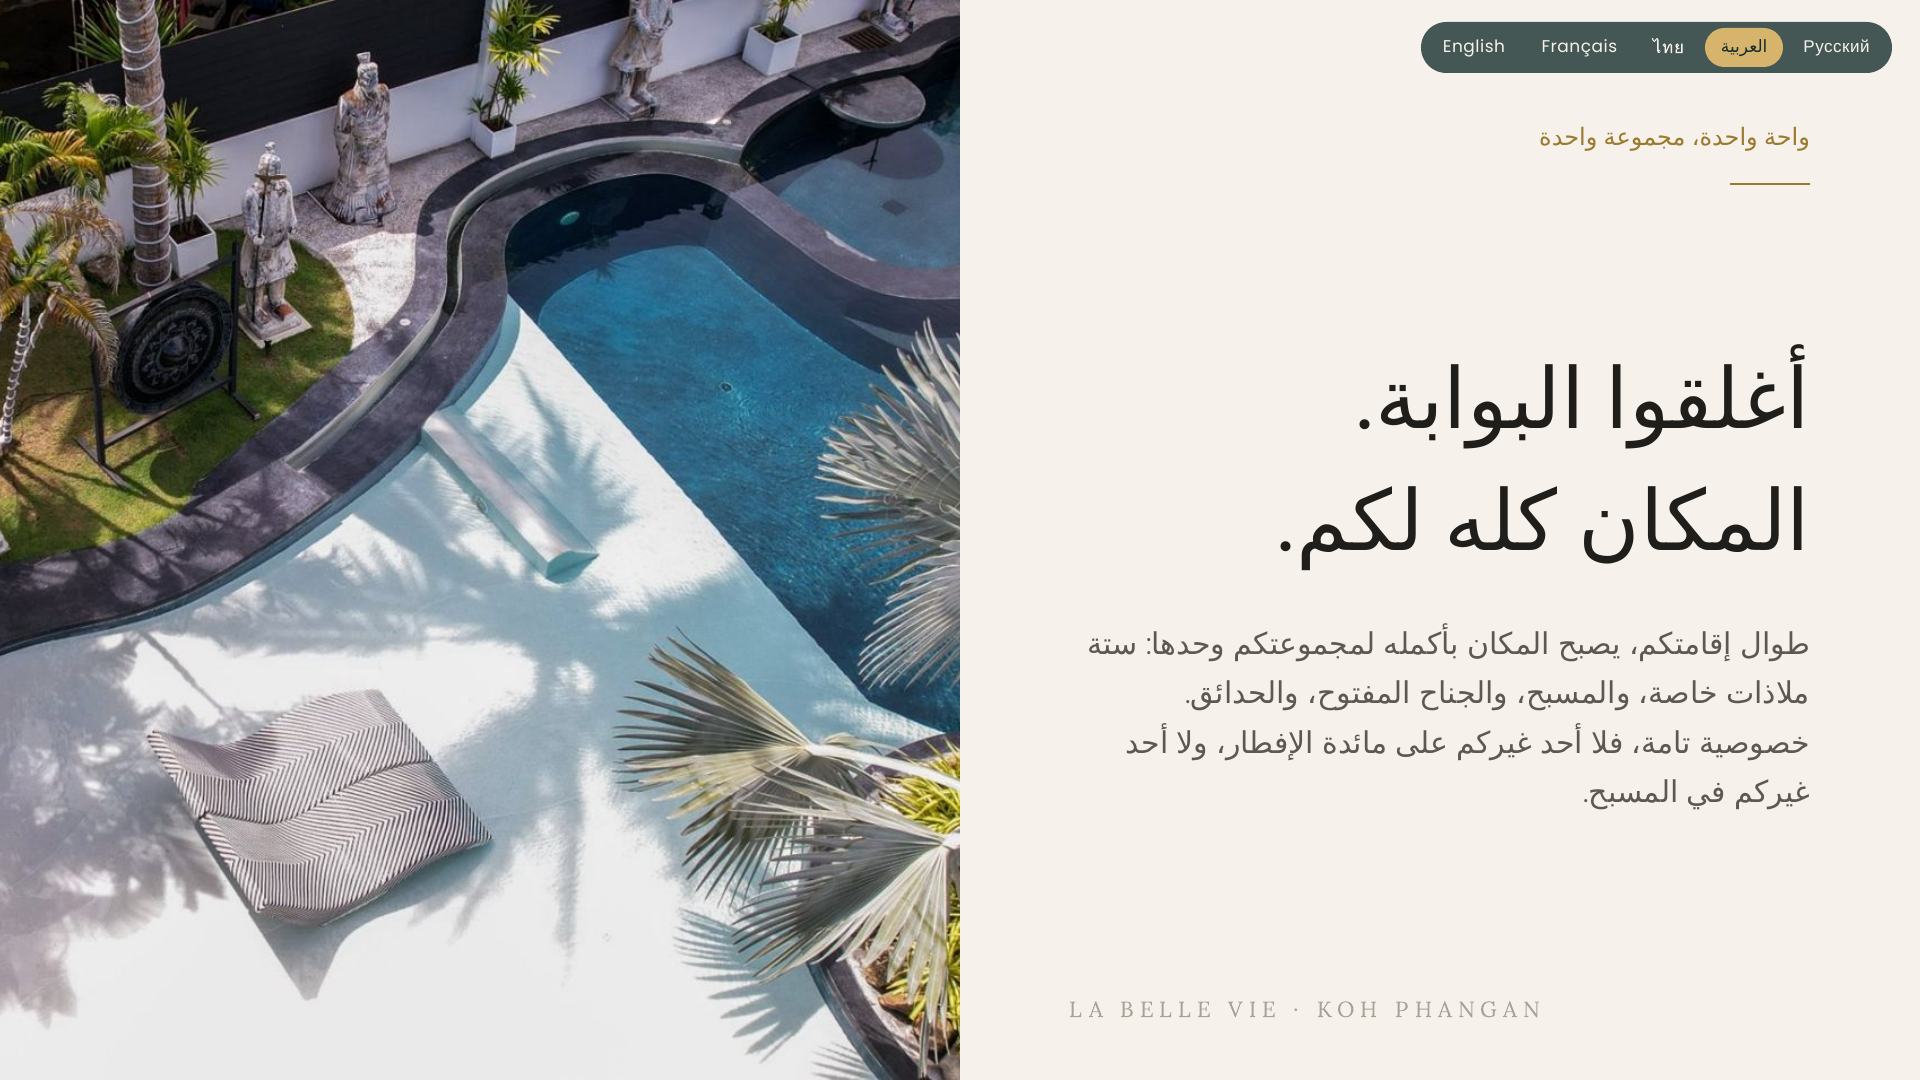 English Français ไทย العربية Русский
واحة واحدة، مجموعة واحدة
أغلقوا البوابة.
المكان كله لكم.
طوال إقامتكم، يصبح المكان بأكمله لمجموعتكم وحدها: ستة
ملاذات خاصة، والمسبح، والجناح المفتوح، والحدائق.
خصوصية تامة، فلا أحد غيركم على مائدة الإفطار، ولا أحد
غيركم في المسبح.
LA BELLE VIE · KOH PHANGAN